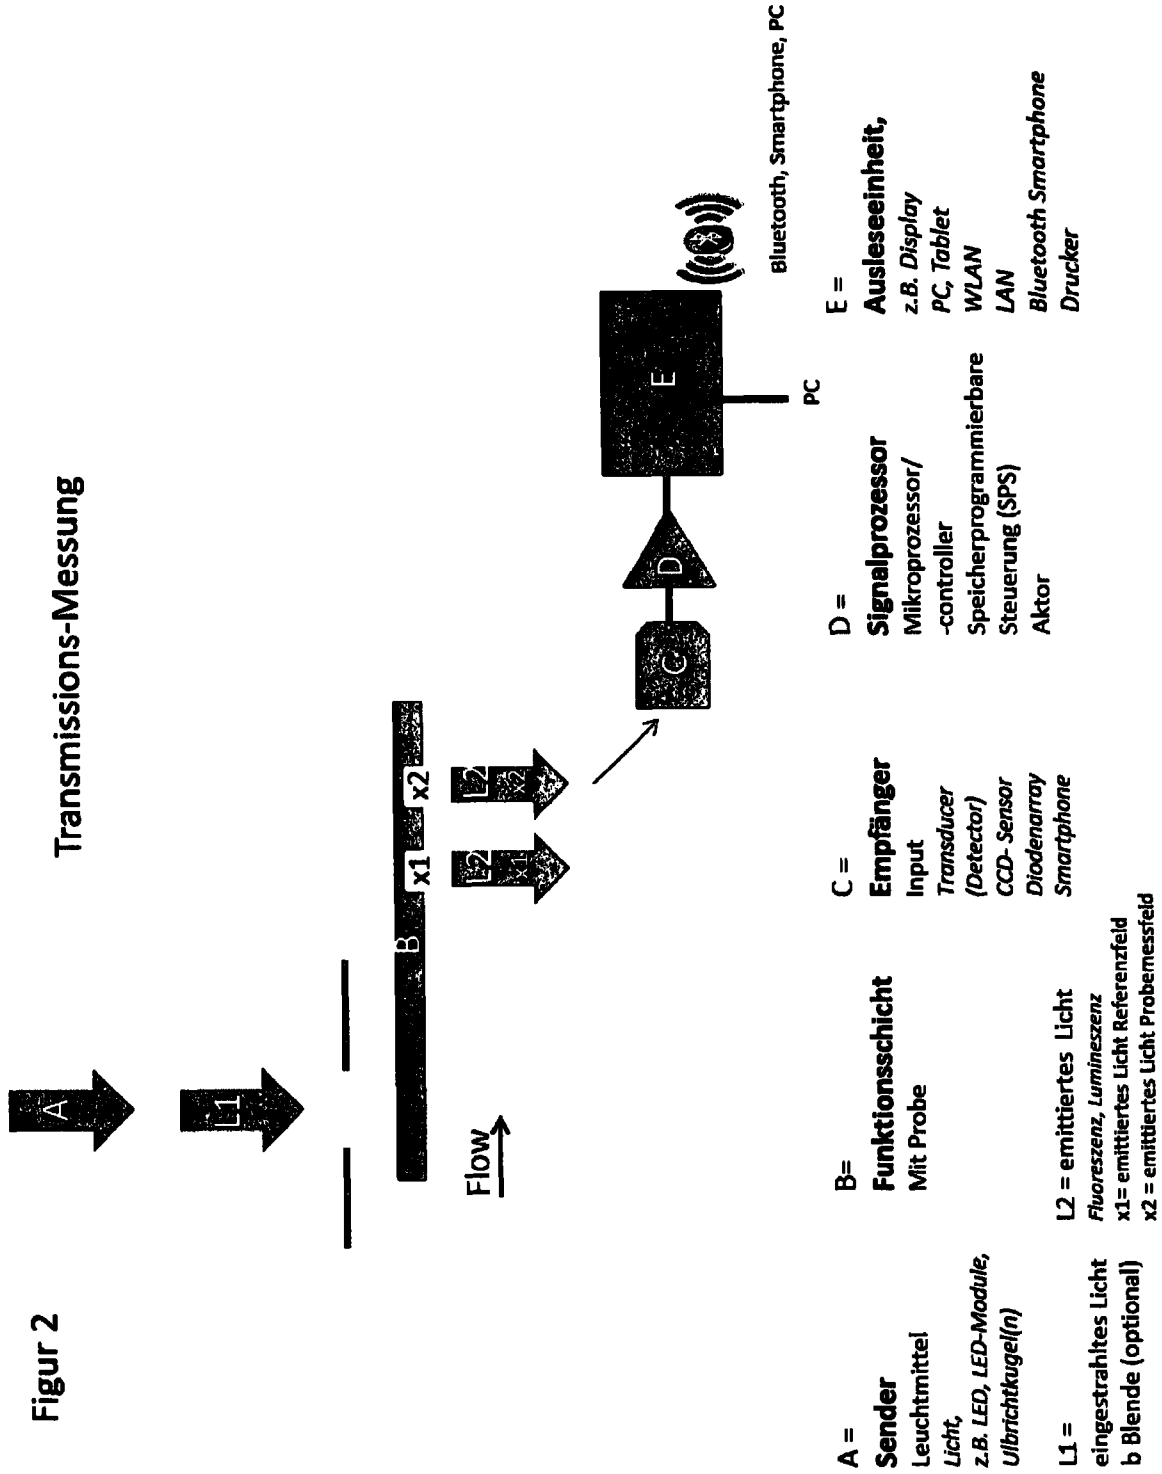 Figur 2
Transmissions-Messung
A
L1
Flow
B
x1
x2
L2
x1
L2
x2
C
D
E
PC
Bluetooth, Smartphone, PC
A =
Sender
Leuchtmittel
Licht,
z.B. LED, LED-Module,
Ulbrichtkugel(n)
L1 =
eingestrahltes Licht
b Blende (optional)
B=
Funktionsschicht
Mit Probe
L2 = emittiertes Licht
Fluoreszenz, Lumineszenz
x1= emittiertes Licht Referenzfeld
x2 = emittiertes Licht Probemessfeld
C =
Empfänger
Input
Transducer
(Detector)
CCD- Sensor
Diodenarray
Smartphone
D =
Signalprozessor
Mikroprozessor/
-controller
Speicherprogrammierbare
Steuerung (SPS)
Aktor
E =
Ausleseeinheit,
z.B. Display
PC, Tablet
WLAN
LAN
Bluetooth Smartphone
Drucker